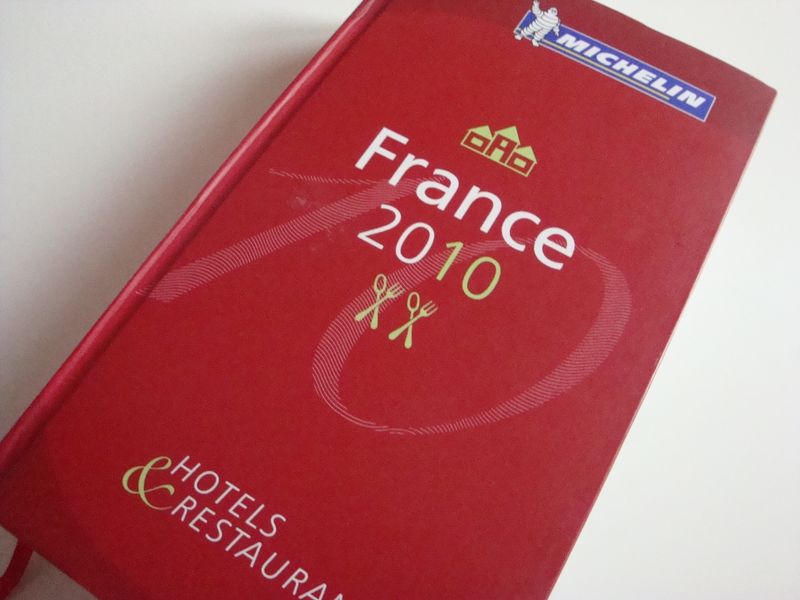 MICHELIN
France
2010
& HOTELS
RESTAURAN